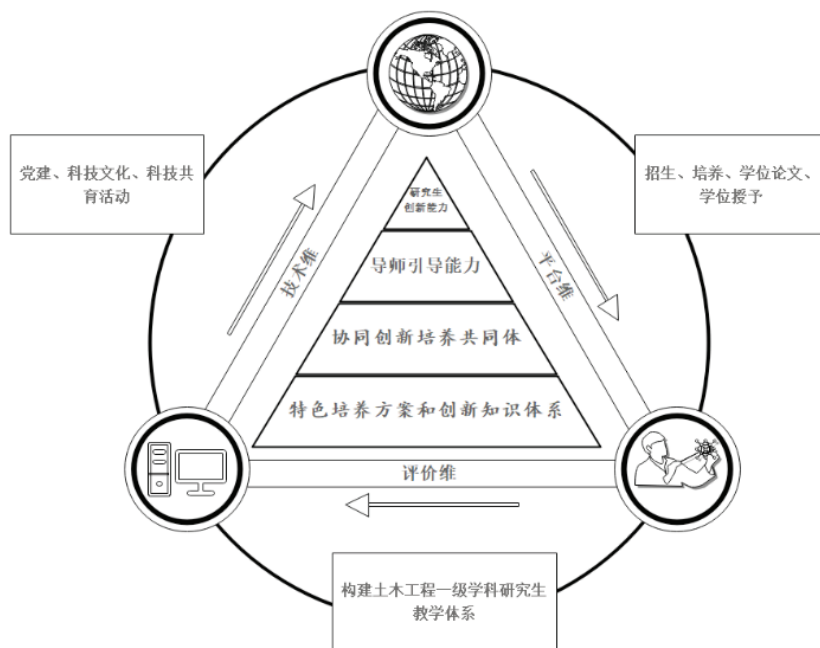 党建、科技文化、科技共
育活动
招生、培养、学位论文、
学位授予
研究生
创新能力
导师引导能力
协同创新培养共同体
特色培养方案和创新知识体系
技术维
平台维
评价维
构建土木工程一级学科研究生
教学体系